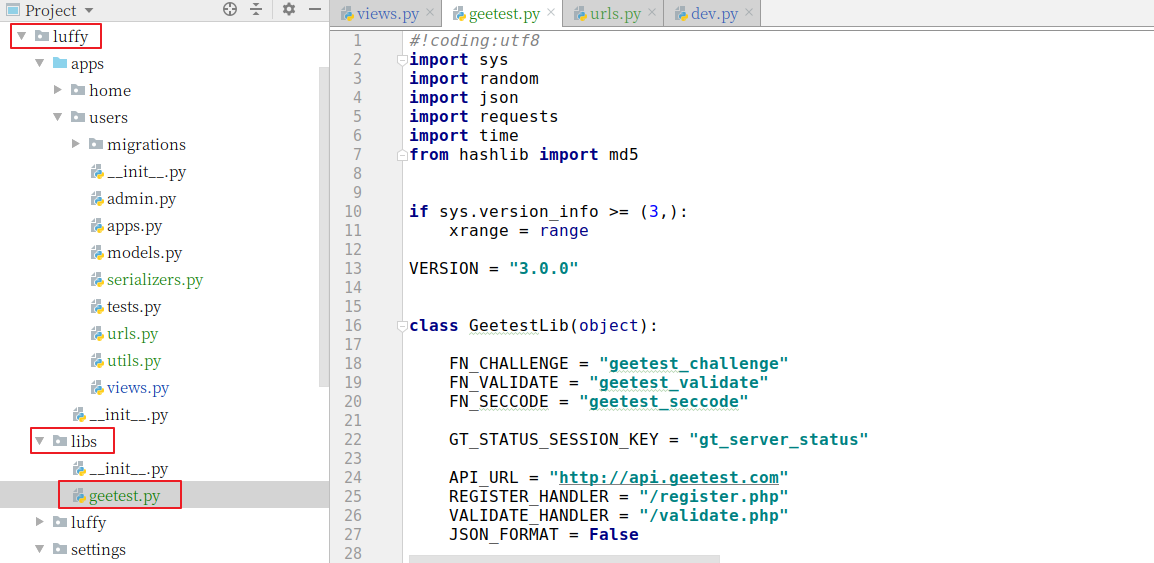 Project
luffy
apps
home
users
migrations
__init__.py
admin.py
apps.py
models.py
serializers.py
tests.py
urls.py
utils.py
views.py
__init__.py
libs
__init__.py
geetest.py
luffy
settings
views.py
geetest.py
urls.py
dev.py
1 #!coding:utf8
2 import sys
3 import random
4 import json
5 import requests
6 import time
7 from hashlib import md5
8
9
10 if sys.version_info >= (3,):
11     xrange = range
12
13 VERSION = "3.0.0"
14
15
16 class GeetestLib(object):
17
18     FN_CHALLENGE = "geetest_challenge"
19     FN_VALIDATE = "geetest_validate"
20     FN_SECCODE = "geetest_seccode"
21
22     GT_STATUS_SESSION_KEY = "gt_server_status"
23
24     API_URL = "http://api.geetest.com"
25     REGISTER_HANDLER = "/register.php"
26     VALIDATE_HANDLER = "/validate.php"
27     JSON_FORMAT = False
28